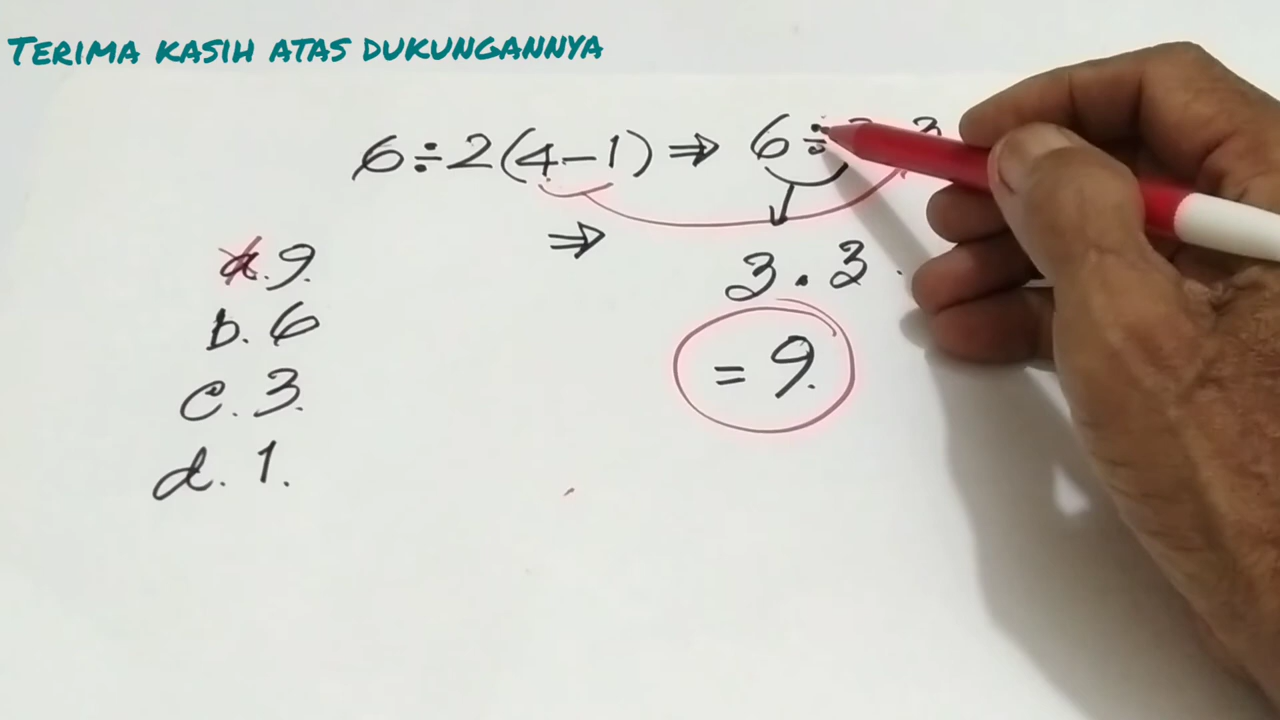 TERIMA KASIH ATAS DUKUNGANNYA
6÷2(4−1) ⇒ 6÷
⇒
3 . 3
= 9.
a. 9.
b. 6
c. 3.
d. 1.